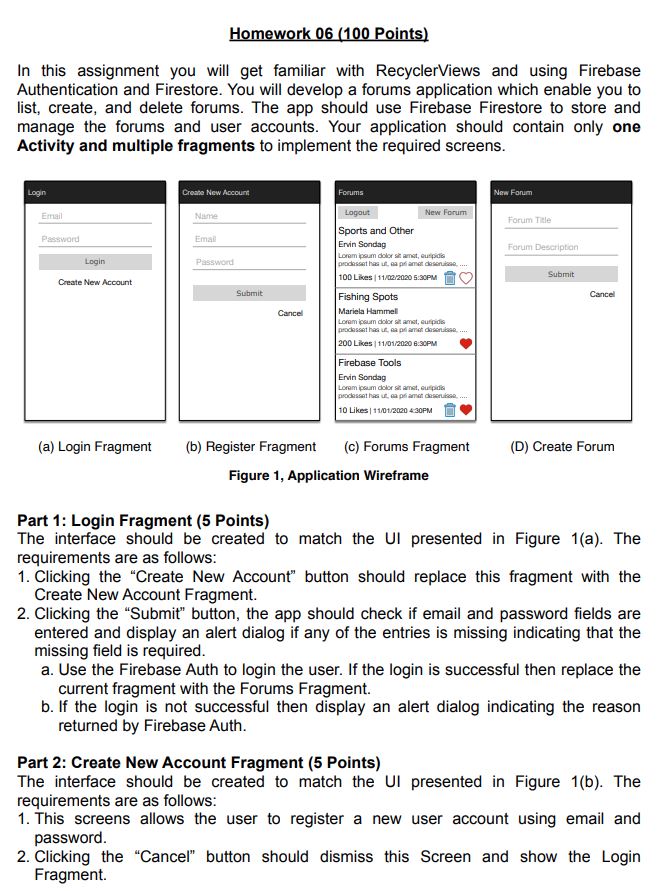 Homework 06 (100 Points)
In this assignment you will get familiar with RecyclerViews and using Firebase
Authentication and Firestore. You will develop a forums application which enable you to
list, create, and delete forums. The app should use Firebase Firestore to store and
manage the forums and user accounts. Your application should contain only one
Activity and multiple fragments to implement the required screens.
Login
Email
Password
Login
Create New Account
Create New Account
Name
Email
Password
Submit
Cancel
Forums
Logout New Forum
Sports and Other
Ervin Sondag
Lorem ipsum dolor sit amet, euripidis
prodesset has ut, ea pri amet deseruisse, ....
100 Likes | 11/02/2020 5:30PM
Fishing Spots
Mariela Hammell
Lorem ipsum dolor sit amet, euripidis
prodesset has ut, ea pri amet deseruisse, ....
200 Likes | 11/01/2020 6:30PM
Firebase Tools
Ervin Sondag
Lorem ipsum dolor sit amet, euripidis
prodesset has ut, ea pri amet deseruisse, ....
10 Likes | 11/01/2020 4:30PM
New Forum
Forum Title
Forum Description
Submit
Cancel
(a) Login Fragment (b) Register Fragment (c) Forums Fragment (D) Create Forum
Figure 1, Application Wireframe
Part 1: Login Fragment (5 Points)
The interface should be created to match the UI presented in Figure 1(a). The
requirements are as follows:
1. Clicking the “Create New Account” button should replace this fragment with the
Create New Account Fragment.
2. Clicking the “Submit” button, the app should check if email and password fields are
entered and display an alert dialog if any of the entries is missing indicating that the
missing field is required.
a. Use the Firebase Auth to login the user. If the login is successful then replace the
current fragment with the Forums Fragment.
b. If the login is not successful then display an alert dialog indicating the reason
returned by Firebase Auth.
Part 2: Create New Account Fragment (5 Points)
The interface should be created to match the UI presented in Figure 1(b). The
requirements are as follows:
1. This screens allows the user to register a new user account using email and
password.
2. Clicking the “Cancel” button should dismiss this Screen and show the Login
Fragment.